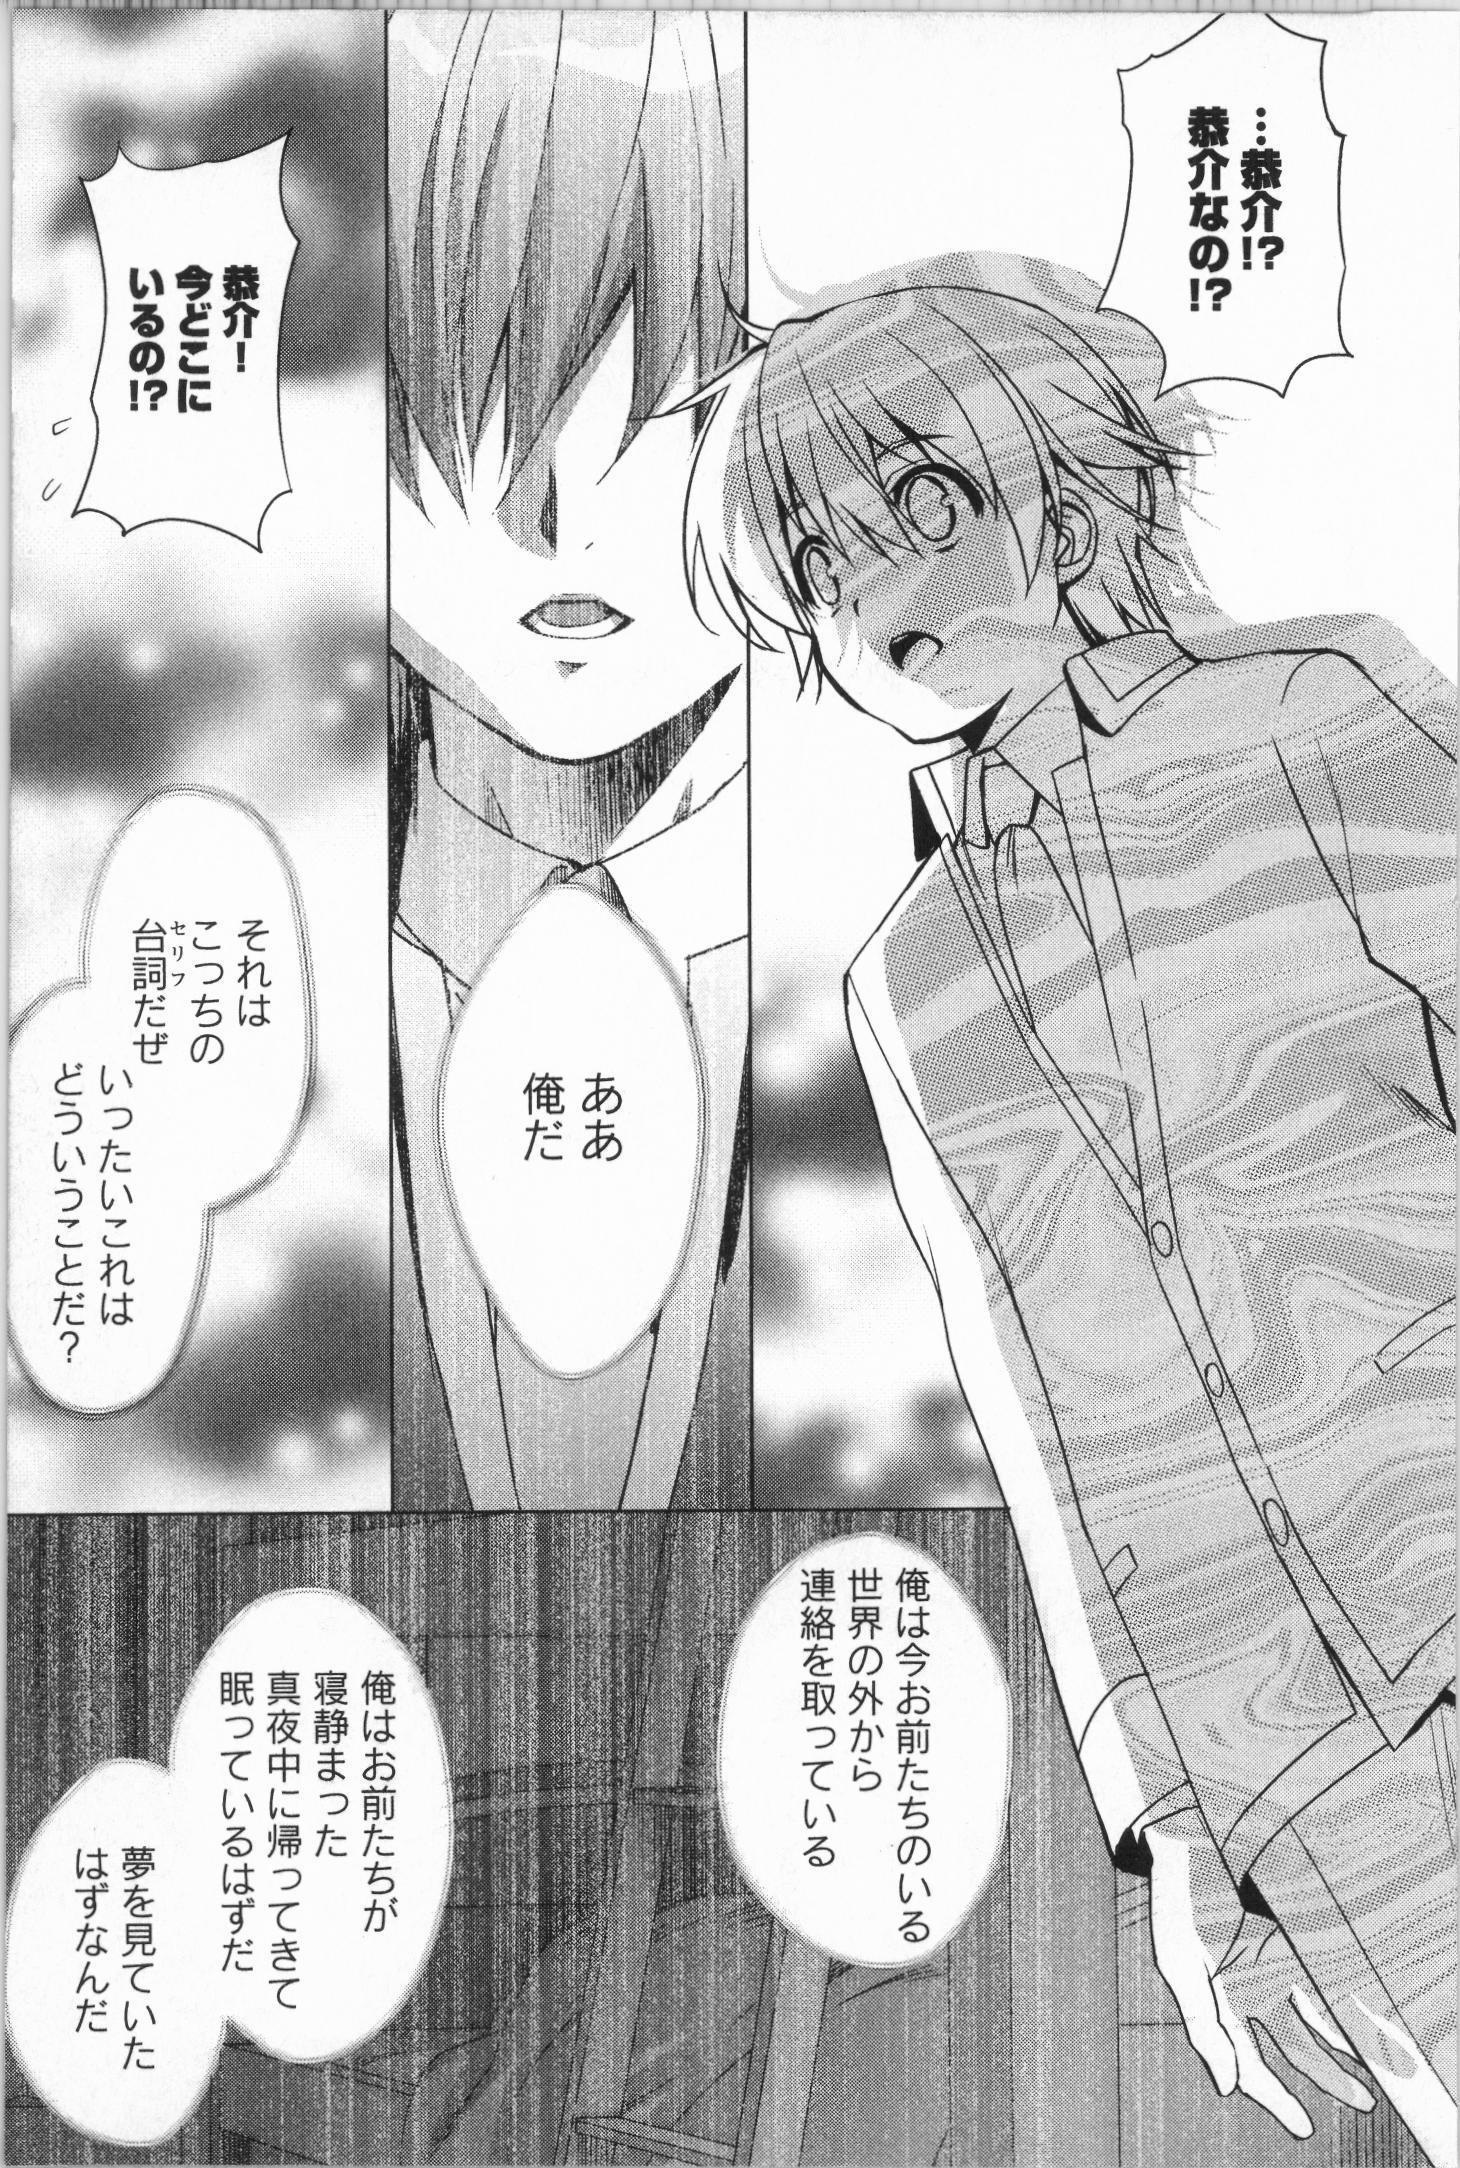 …恭介!?
恭介なの!?
ああ
俺だ
恭介！
今どこに
いるの!?
それは
こっちの
台詞だぜ
セリフ
いったいこれは
どういうことだ？
俺は今お前たちのいる
世界の外から
連絡を取っている
俺はお前たちが
寝静まった
真夜中に帰ってきて
眠っているはずだ
夢を見ていた
はずなんだ